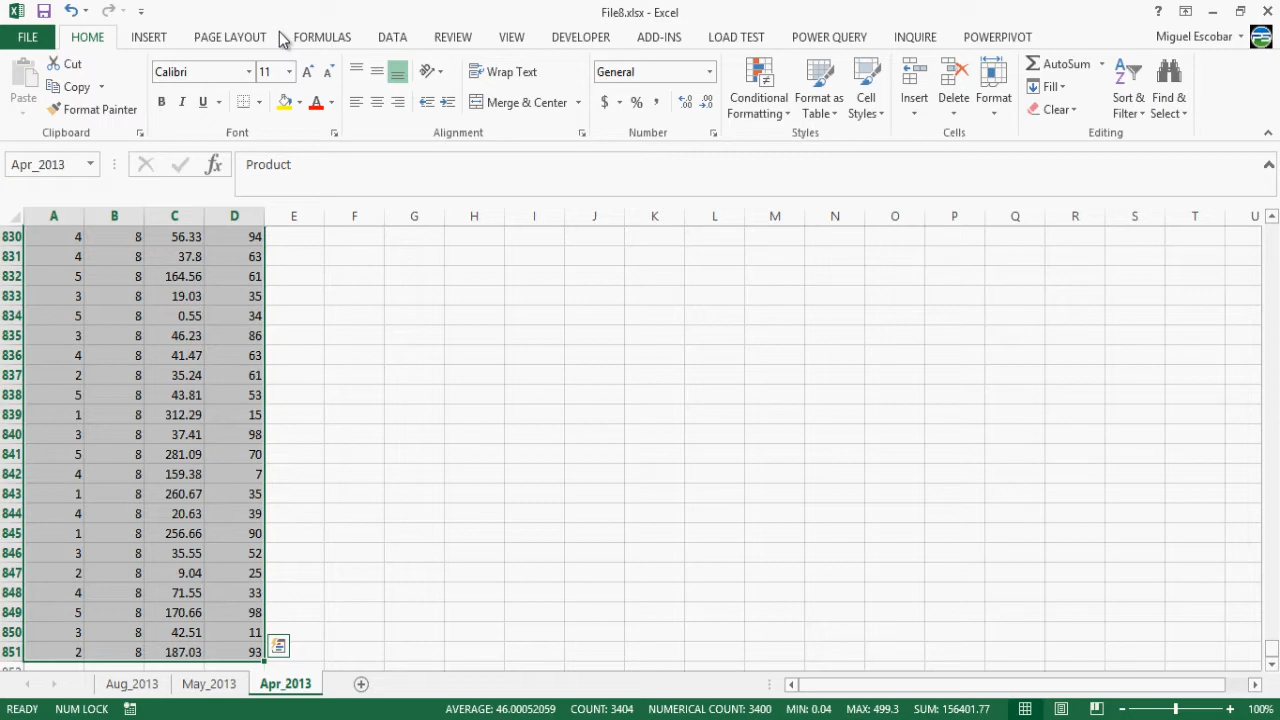 File8.xlsx - Excel
?
FILE HOME INSERT PAGE LAYOUT FORMULAS DATA REVIEW VIEW DEVELOPER ADD-INS LOAD TEST POWER QUERY INQUIRE POWERPIVOT Miguel Escobar
Paste
Cut
Copy
Format Painter
Clipboard
Calibri 11
B I U
Font
Wrap Text
Merge & Center
Alignment
General
$ % ,
Number
Conditional Formatting
Format as Table
Cell Styles
Styles
Insert Delete Format
Cells
AutoSum
Fill
Clear
Sort & Filter
Find & Select
Editing
Apr_2013 fx Product
A B C D E F G H I J K L M N O P Q R S T U
830 4 8 56.33 94
831 4 8 37.8 63
832 5 8 164.56 61
833 3 8 19.03 35
834 5 8 0.55 34
835 3 8 46.23 86
836 4 8 41.47 63
837 2 8 35.24 61
838 5 8 43.81 53
839 1 8 312.29 15
840 3 8 37.41 98
841 5 8 281.09 70
842 4 8 159.38 7
843 1 8 260.67 35
844 4 8 20.63 39
845 1 8 256.66 90
846 3 8 35.55 52
847 2 8 9.04 25
848 4 8 71.55 33
849 5 8 170.66 98
850 3 8 42.51 11
851 2 8 187.03 93
Aug_2013 May_2013 Apr_2013
READY NUM LOCK AVERAGE: 46.00052059 COUNT: 3404 NUMERICAL COUNT: 3400 MIN: 0.04 MAX: 499.3 SUM: 156401.77 100%